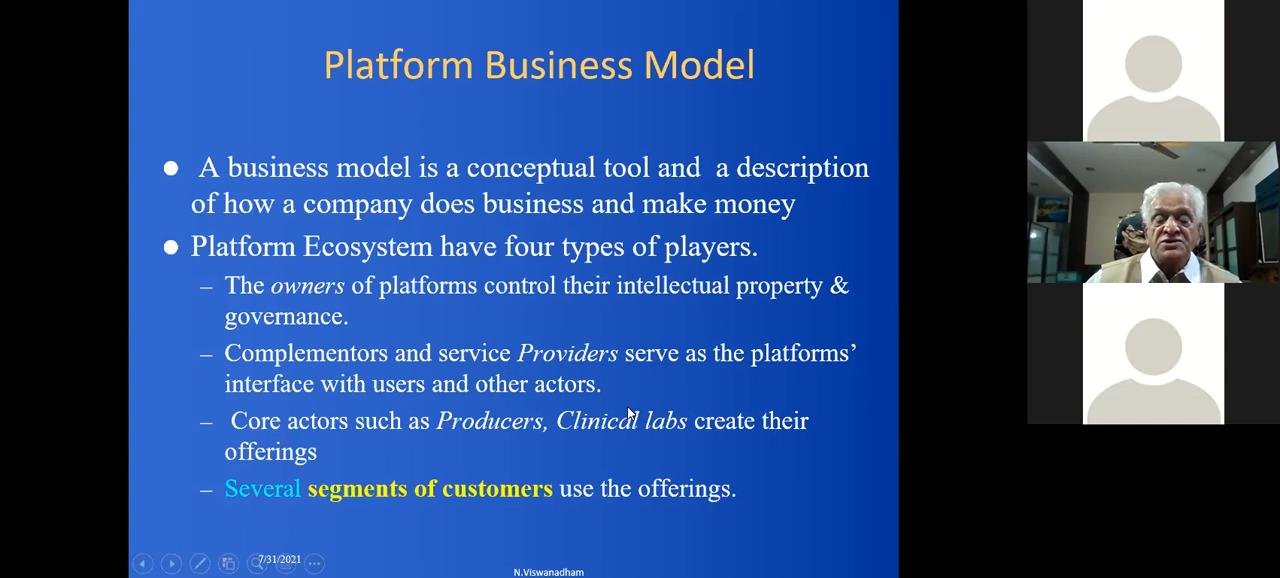 Platform Business Model
● A business model is a conceptual tool and a description
of how a company does business and make money
● Platform Ecosystem have four types of players.
– The owners of platforms control their intellectual property &
governance.
– Complementors and service Providers serve as the platforms’
interface with users and other actors.
– Core actors such as Producers, Clinical labs create their
offerings
– Several segments of customers use the offerings.
7/31/2021
N.Viswanadham